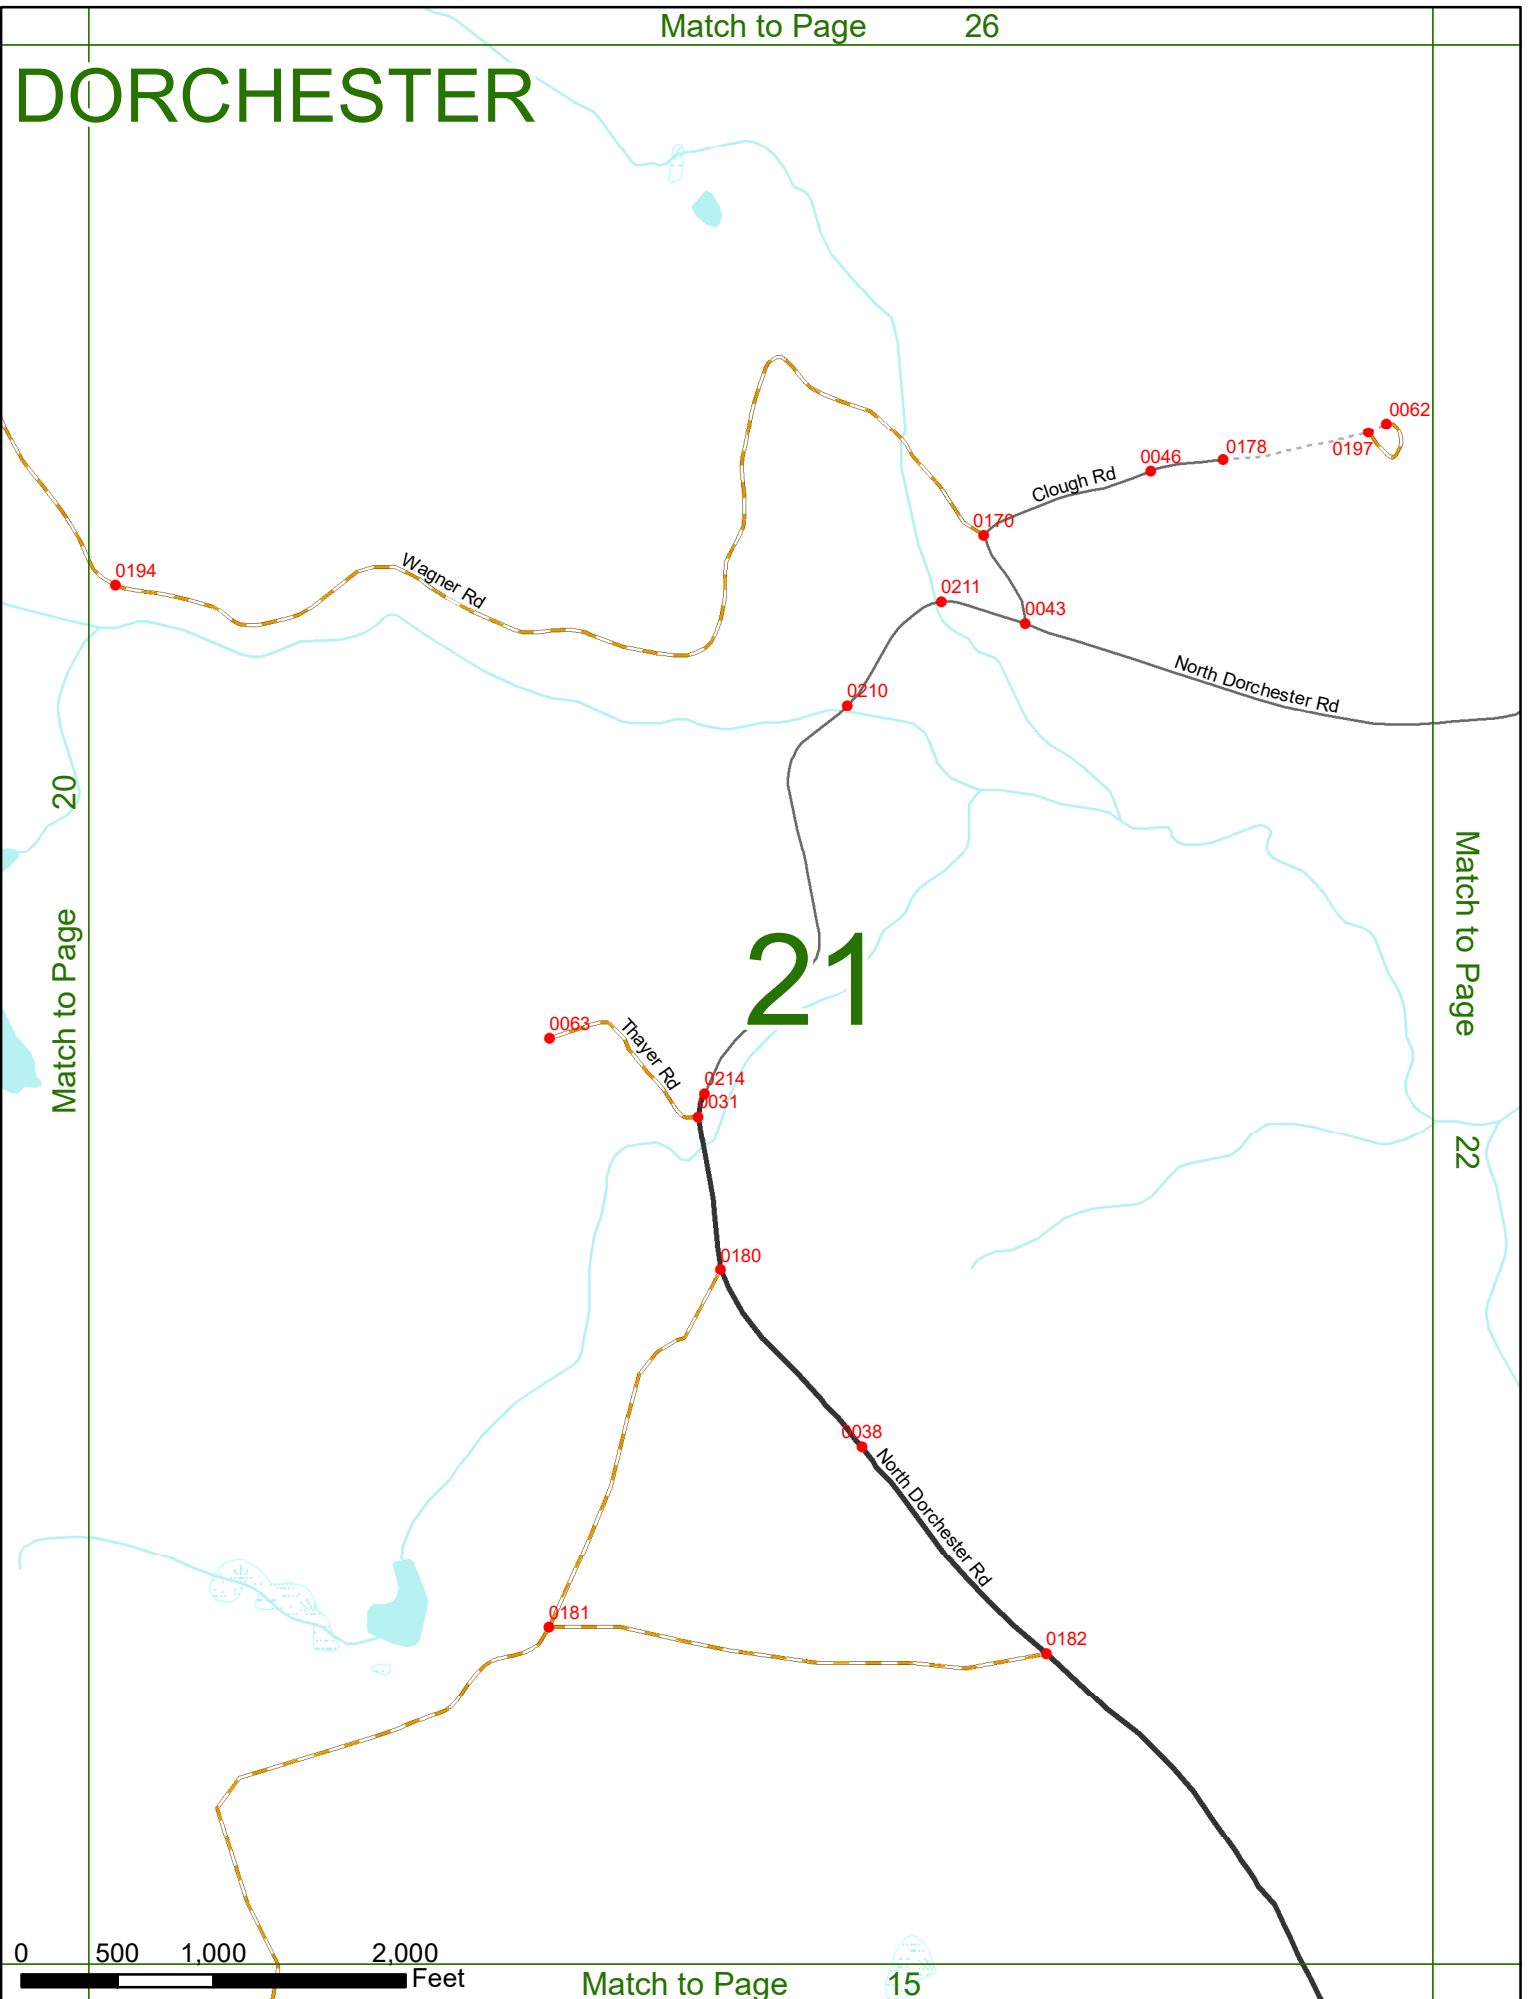 Match to Page 26
DORCHESTER
0062
0197
0178
0046
Clough Rd
0170
0194
Wagner Rd
0211
0043
North Dorchester Rd
0210
20
Match to Page
Match to Page
22
21
0063
Thayer Rd
0214
0031
0180
0038
North Dorchester Rd
0181
0182
0 500 1,000 2,000
Feet
Match to Page 15